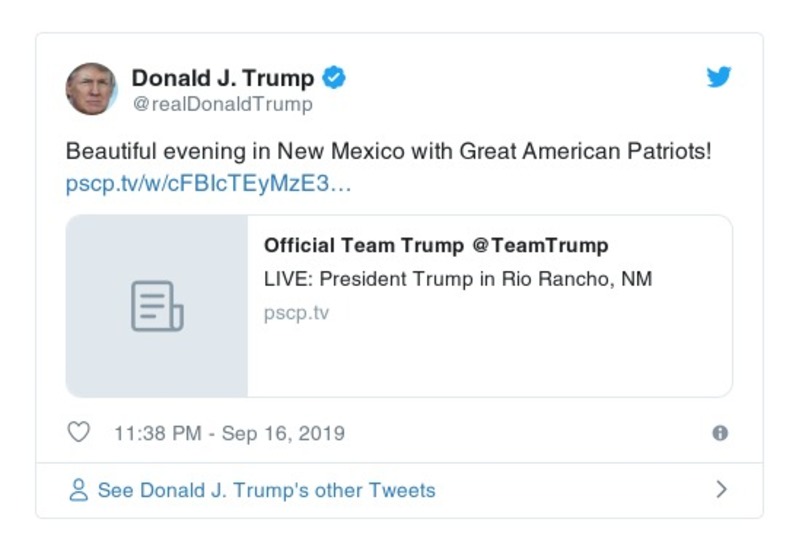 Donald J. Trump
@realDonaldTrump
Beautiful evening in New Mexico with Great American Patriots!
pscp.tv/w/cFBIcTEyMzE3…
Official Team Trump @TeamTrump
LIVE: President Trump in Rio Rancho, NM
pscp.tv
11:38 PM - Sep 16, 2019
See Donald J. Trump's other Tweets